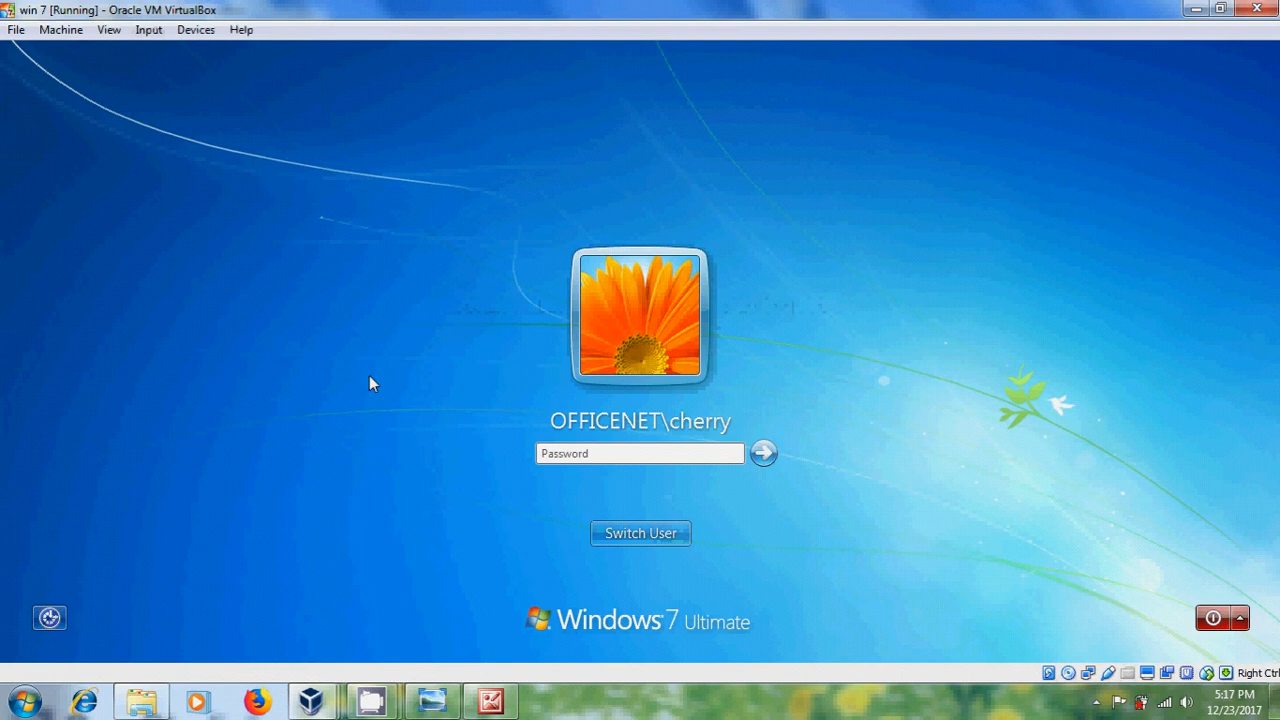 win 7 [Running] - Oracle VM VirtualBox
File Machine View Input Devices Help
OFFICENET\cherry
Password
Switch User
Windows 7 Ultimate
Right Ctrl
5:17 PM
12/23/2017